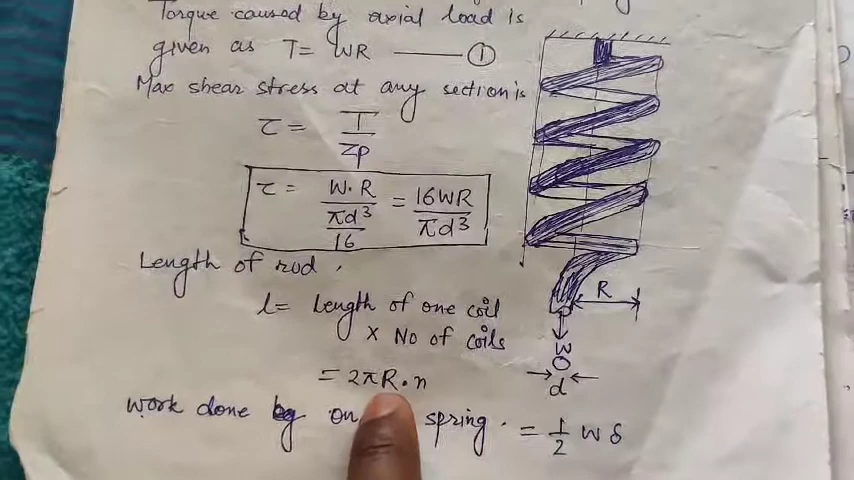 Torque caused by axial load is
given as T = WR ——— ①
Max shear stress at any section is
τ = T / Zp
τ = W·R / (πd³/16) = 16WR / πd³
Length of rod.
l = Length of one coil
× No of coils
= 2πR·n
Work done on spring = 1/2 W δ
R
W
d